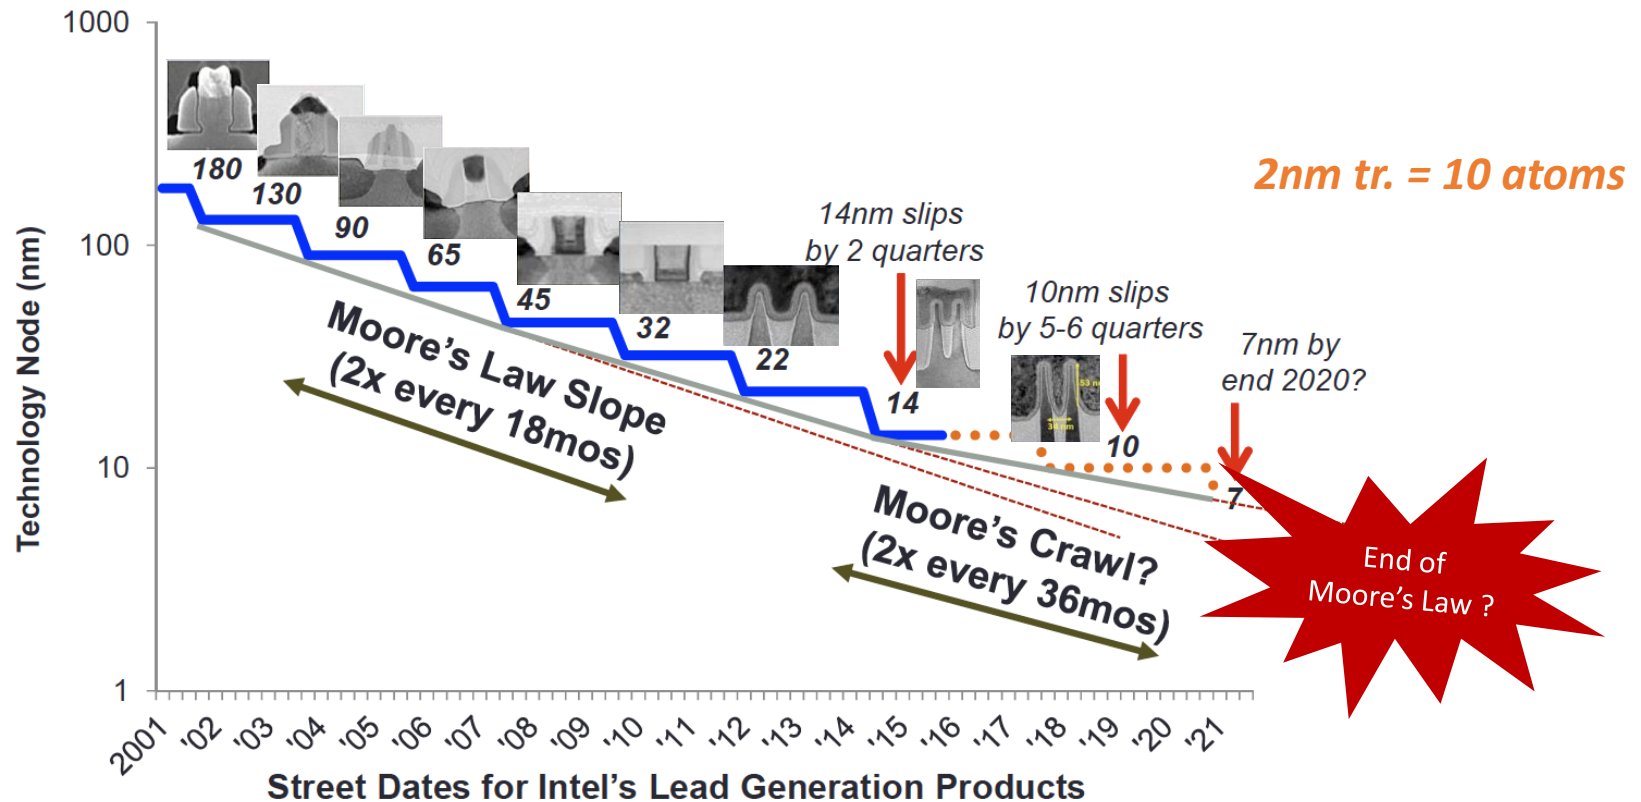 1000
100
10
1
Technology Node (nm)
180
130
90
65
45
32
22
14
10
7
14nm slips
by 2 quarters
10nm slips
by 5-6 quarters
7nm by
end 2020?
2nm tr. = 10 atoms
53 n
34 nm
Moore's Law Slope
(2x every 18mos)
Moore's Crawl?
(2x every 36mos)
End of
Moore's Law ?
2001 '02 '03 '04 '05 '06 '07 '08 '09 '10 '11 '12 '13 '14 '15 '16 '17 '18 '19 '20 '21
Street Dates for Intel's Lead Generation Products